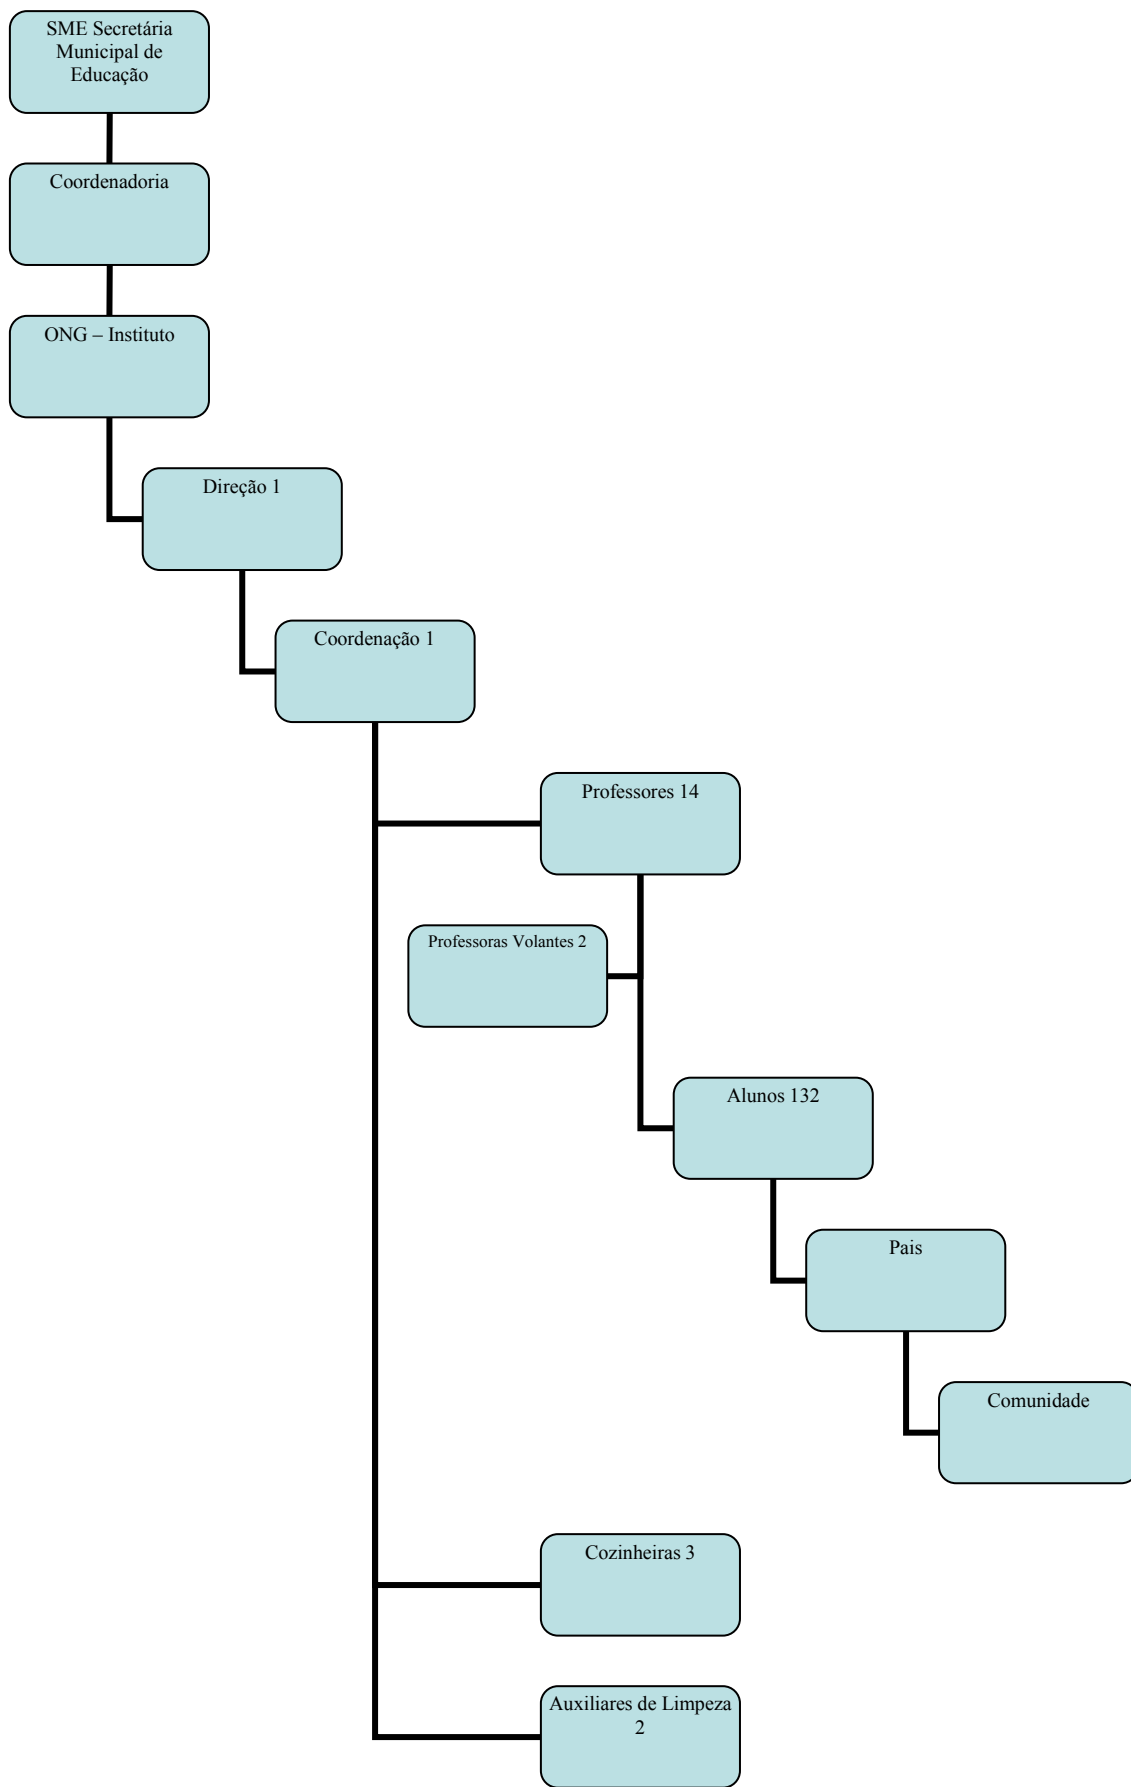 SME Secretária
Municipal de
Educação
Coordenadoria
ONG – Instituto
Direção 1
Coordenação 1
Professores 14
Professoras Volantes 2
Alunos 132
Pais
Comunidade
Cozinheiras 3
Auxiliares de Limpeza
2